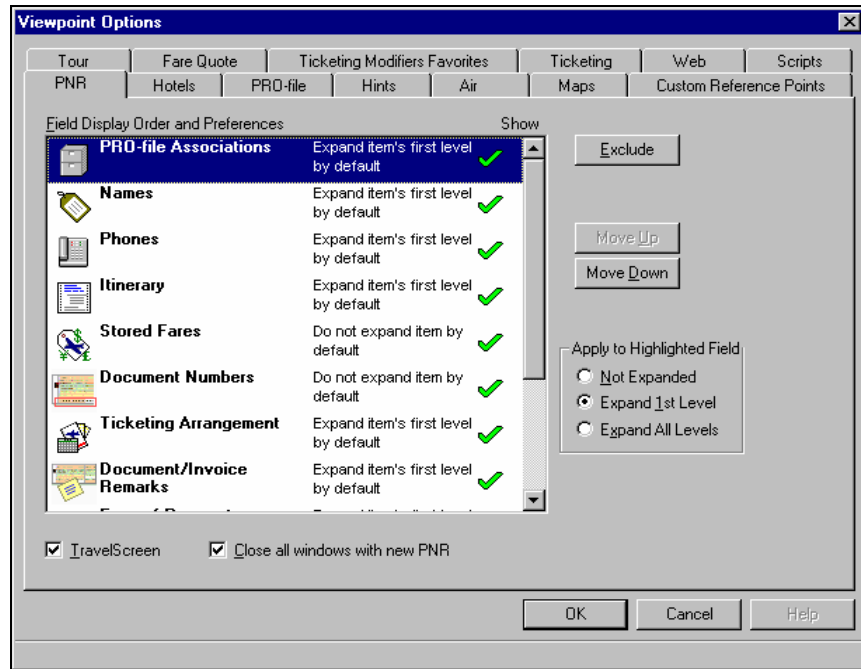 Viewpoint Options
Tour Fare Quote Ticketing Modifiers Favorites Ticketing Web Scripts
PNR Hotels PRO-file Hints Air Maps Custom Reference Points
Field Display Order and Preferences Show
PRO-file Associations Expand item's first level
by default
Exclude
Names Expand item's first level
by default
Phones Expand item's first level
by default
Move Up
Move Down
Itinerary Expand item's first level
by default
Stored Fares Do not expand item by
default
Document Numbers Do not expand item by
default
Ticketing Arrangement Expand item's first level
by default
Document/Invoice Expand item's first level
Remarks by default
Apply to Highlighted Field
Not Expanded
Expand 1st Level
Expand All Levels
TravelScreen Close all windows with new PNR
OK Cancel Help